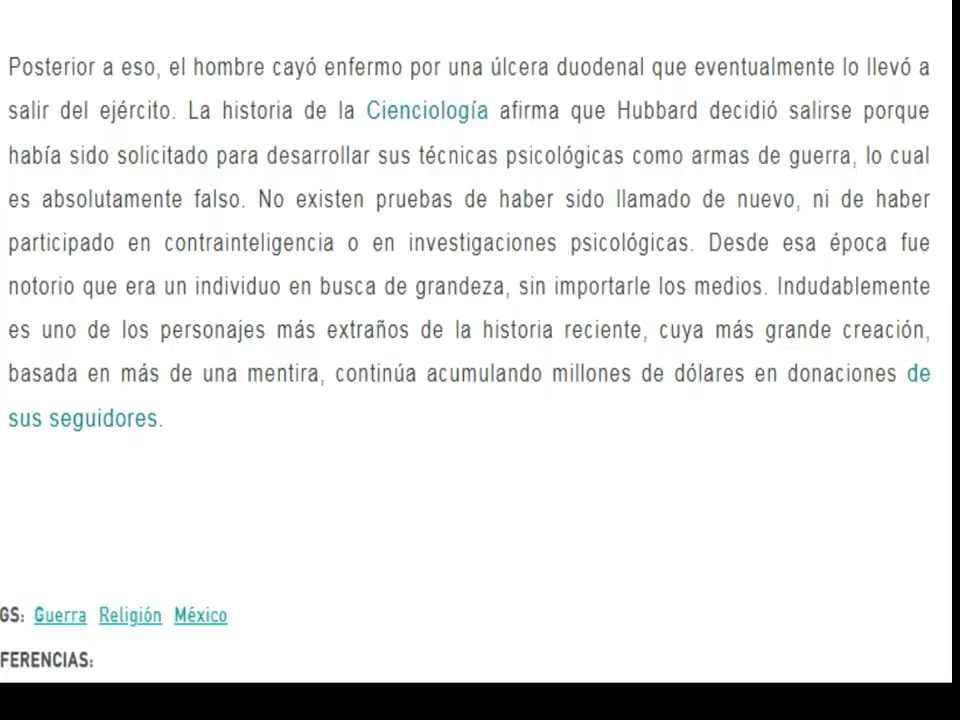 Posterior a eso, el hombre cayó enfermo por una úlcera duodenal que eventualmente lo llevó a
salir del ejército. La historia de la Cienciología afirma que Hubbard decidió salirse porque
había sido solicitado para desarrollar sus técnicas psicológicas como armas de guerra, lo cual
es absolutamente falso. No existen pruebas de haber sido llamado de nuevo, ni de haber
participado en contrainteligencia o en investigaciones psicológicas. Desde esa época fue
notorio que era un individuo en busca de grandeza, sin importarle los medios. Indudablemente
es uno de los personajes más extraños de la historia reciente, cuya más grande creación,
basada en más de una mentira, continúa acumulando millones de dólares en donaciones de
sus seguidores.
GS: Guerra Religión México
FERENCIAS: